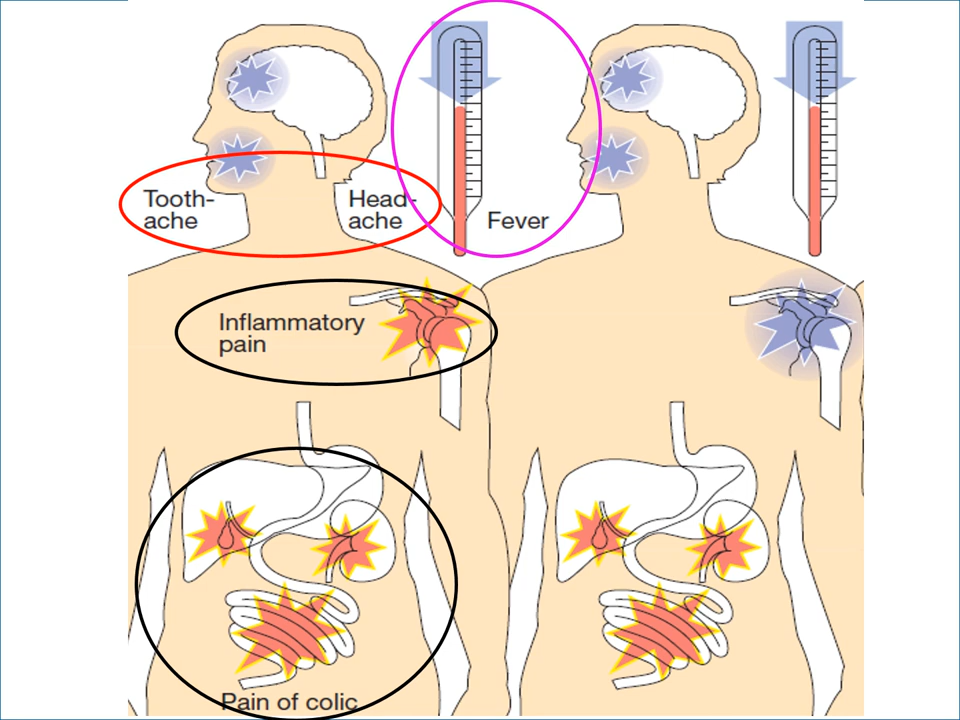 Tooth-
ache
Head-
ache
Fever
Inflammatory
pain
Pain of colic